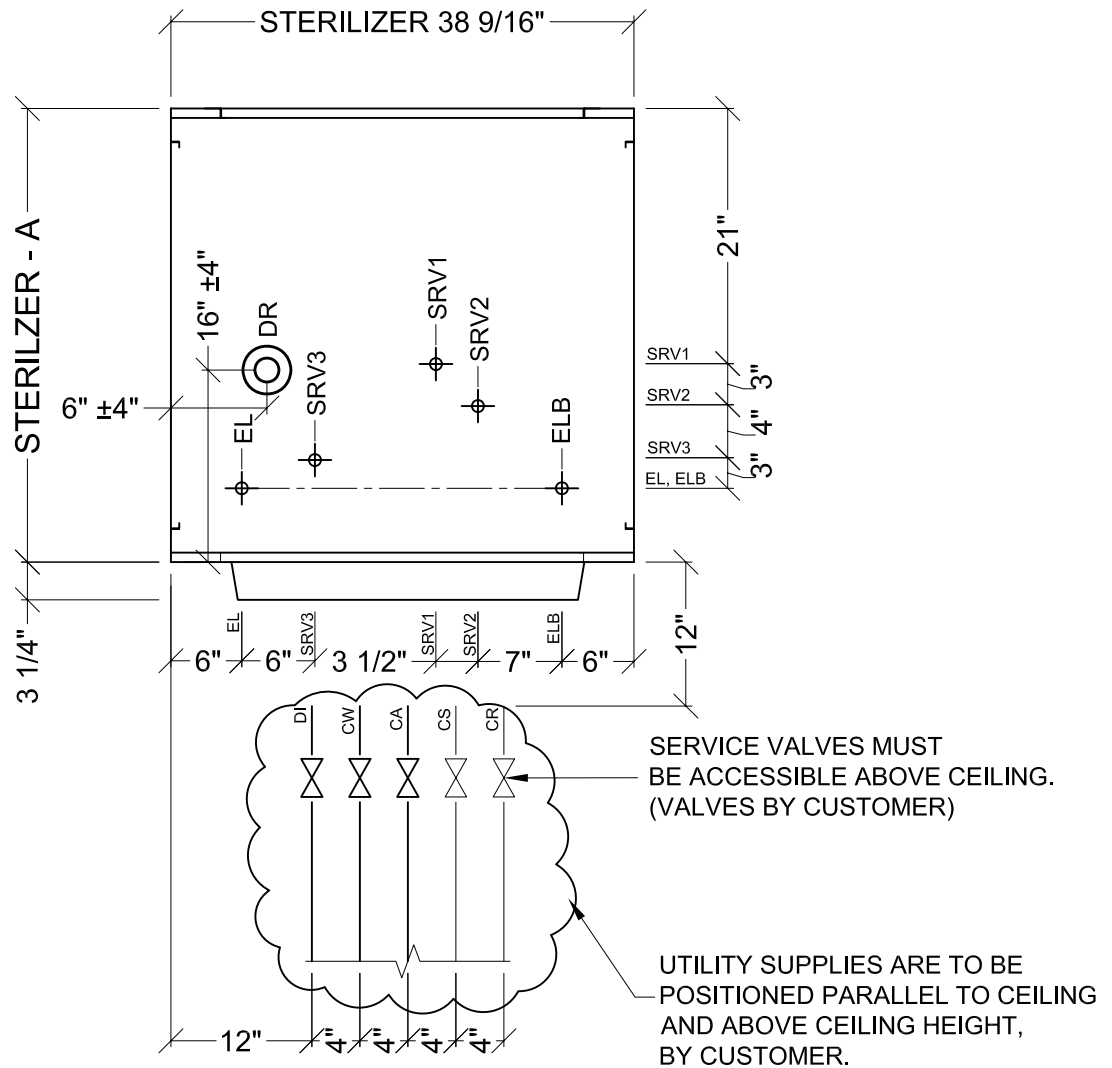 STERILIZER 38 9/16"
STERILZER - A
21"
16" ±4"
DR
SRV1
SRV2
SRV3
6" ±4"
EL
ELB
SRV1
3"
SRV2
4"
SRV3
3"
EL, ELB
3 1/4"
EL
SRV3
SRV1
SRV2
ELB
12"
6"
6"
3 1/2"
7"
6"
DI
CW
CA
CS
CR
SERVICE VALVES MUST
BE ACCESSIBLE ABOVE CEILING.
(VALVES BY CUSTOMER)
UTILITY SUPPLIES ARE TO BE
POSITIONED PARALLEL TO CEILING
AND ABOVE CEILING HEIGHT,
BY CUSTOMER.
12"
4"
4"
4"
4"